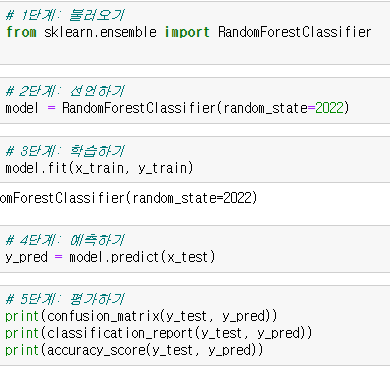 # 1단계: 불러오기
from sklearn.ensemble import RandomForestClassifier
# 2단계: 선언하기
model = RandomForestClassifier(random_state=2022)
# 3단계: 학습하기
model.fit(x_train, y_train)
omForestClassifier(random_state=2022)
# 4단계: 예측하기
y_pred = model.predict(x_test)
# 5단계: 평가하기
print(confusion_matrix(y_test, y_pred))
print(classification_report(y_test, y_pred))
print(accuracy_score(y_test, y_pred))